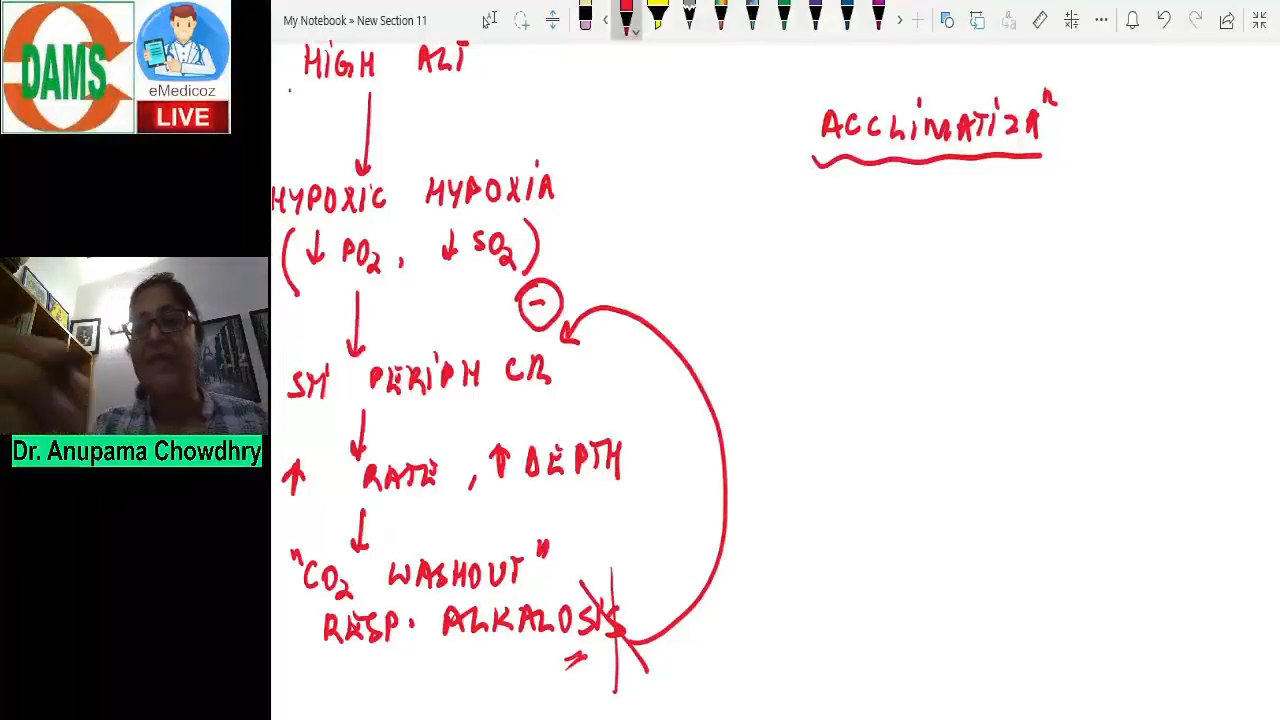 My Notebook » New Section 11
DAMS
eMedicoz
LIVE
HIGH ALT
HYPOXIC HYPOXIA
(↓ PO2, ↓ SO2)
−
PERIPH CR
↑ RATE, ↑ DEPTH
"CO2 WASHOUT"
RESP. ALKALOSIS
ACCLIMATIZAⁿ
Dr. Anupama Chowdhry